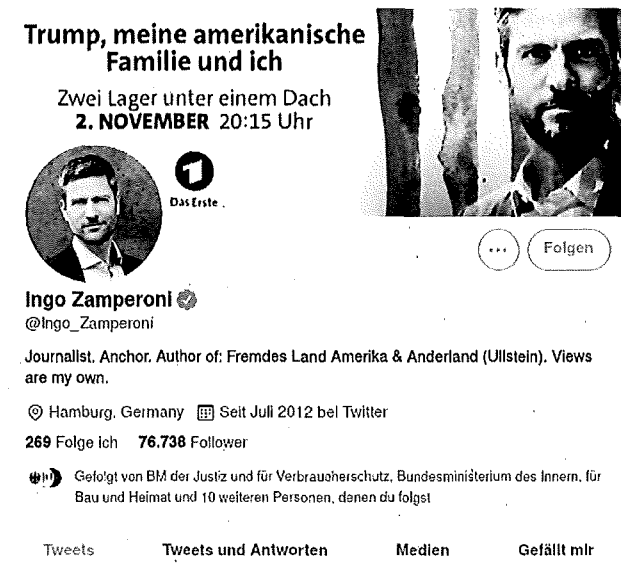 Trump, meine amerikanische
Familie und ich
Zwei Lager unter einem Dach
2. NOVEMBER 20:15 Uhr
Das Erste
... Folgen
Ingo Zamperoni
@Ingo_Zamperoni
Journalist. Anchor. Author of: Fremdes Land Amerika & Anderland (Ullstein). Views
are my own.
Hamburg, Germany Seit Juli 2012 bei Twitter
269 Folge ich 76.738 Follower
Gefolgt von BM der Justiz und für Verbraucherschutz, Bundesministerium des Innern, für
Bau und Heimat und 10 weiteren Personen, denen du folgst
Tweets Tweets und Antworten Medien Gefällt mir